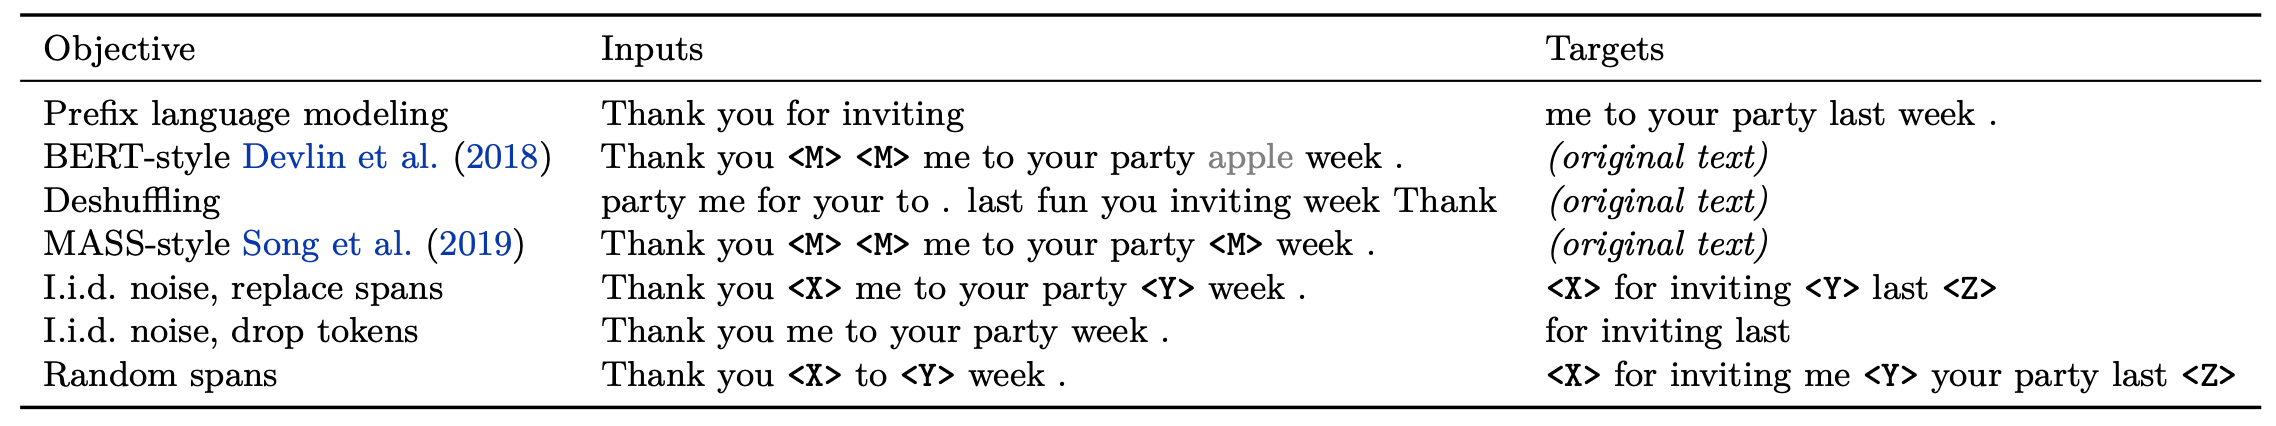 Objective Inputs Targets
Prefix language modeling Thank you for inviting me to your party last week .
BERT-style Devlin et al. (2018) Thank you <M> <M> me to your party apple week . (original text)
Deshuffling party me for your to . last fun you inviting week Thank (original text)
MASS-style Song et al. (2019) Thank you <M> <M> me to your party <M> week . (original text)
I.i.d. noise, replace spans Thank you <X> me to your party <Y> week . <X> for inviting <Y> last <Z>
I.i.d. noise, drop tokens Thank you me to your party week . for inviting last
Random spans Thank you <X> to <Y> week . <X> for inviting me <Y> your party last <Z>